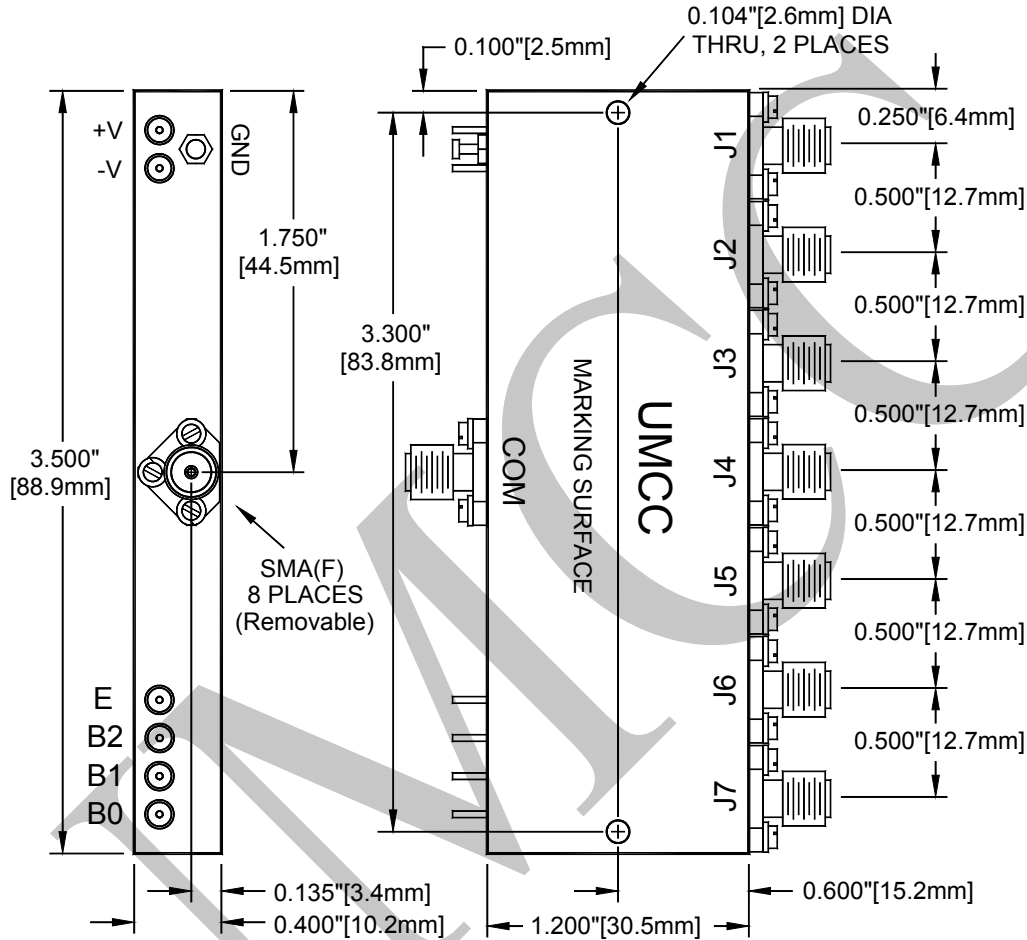 0.104"[2.6mm] DIA
THRU, 2 PLACES
0.100"[2.5mm]
+V
-V
GND
0.250"[6.4mm]
J1
0.500"[12.7mm]
1.750"
[44.5mm]
J2
0.500"[12.7mm]
3.300"
[83.8mm]
J3
0.500"[12.7mm]
MARKING SURFACE
UMCC
COM
3.500"
[88.9mm]
J4
0.500"[12.7mm]
SMA(F)
8 PLACES
(Removable)
J5
0.500"[12.7mm]
E
B2
B1
B0
J6
0.500"[12.7mm]
J7
0.135"[3.4mm]
0.400"[10.2mm]
1.200"[30.5mm]
0.600"[15.2mm]
UMCC